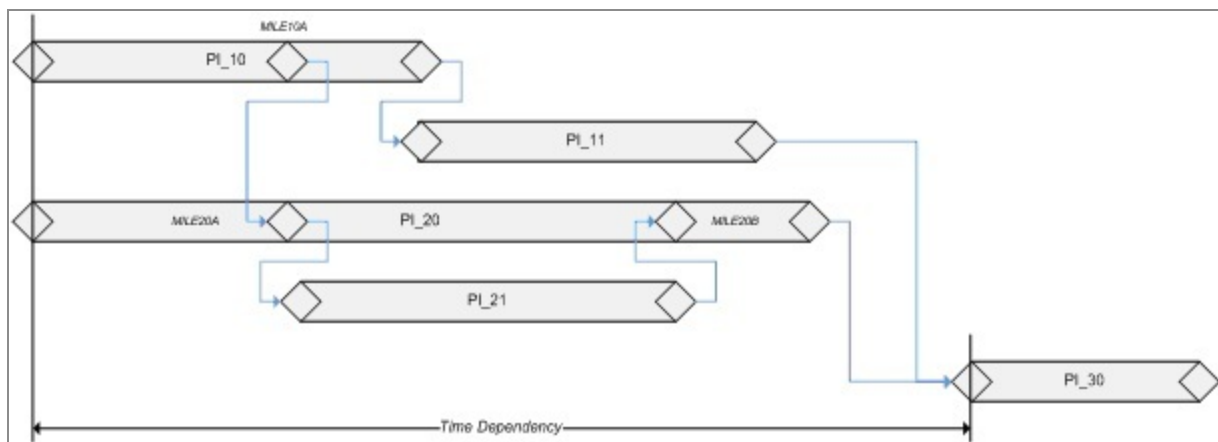 MILE10A
PI_10
PI_11
MILE20A
PI_20
MILE20B
PI_21
PI_30
Time Dependency